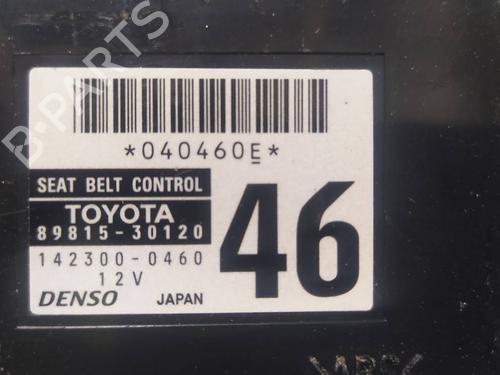 *040460E*
SEAT BELT CONTROL
TOYOTA
89815-30120
142300-0460
12V
DENSO JAPAN
46
B-PARTS